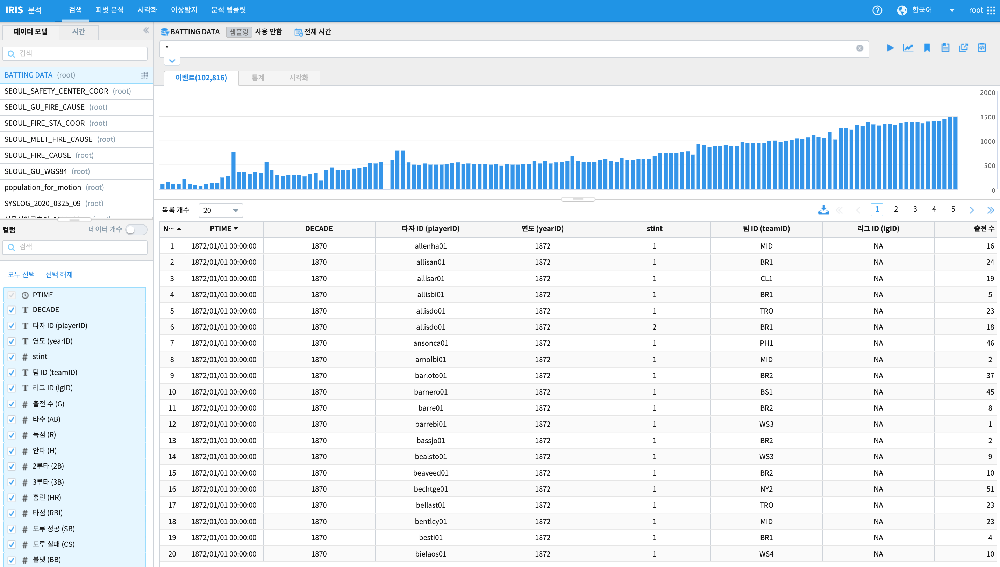 IRIS 분석 검색 피벗 분석 시각화 이상탐지 분석 템플릿 한국어 root
데이터 모델 시간
검색
BATTING DATA (root)
SEOUL_SAFETY_CENTER_COOR (root)
SEOUL_GU_FIRE_CAUSE (root)
SEOUL_FIRE_STA_COOR (root)
SEOUL_MELT_FIRE_CAUSE (root)
SEOUL_FIRE_CAUSE (root)
SEOUL_GU_WGS84 (root)
population_for_motion (root)
SYSLOG_2020_0325_09 (root)
컬럼 데이터 개수
검색
모두 선택 선택 해제
PTIME
T DECADE
T 타자 ID (playerID)
T 연도 (yearID)
# stint
T 팀 ID (teamID)
T 리그 ID (lgID)
# 출전 수 (G)
# 타수 (AB)
# 득점 (R)
# 안타 (H)
# 2루타 (2B)
# 3루타 (3B)
# 홈런 (HR)
# 타점 (RBI)
# 도루 성공 (SB)
# 도루 실패 (CS)
# 볼넷 (BB)
BATTING DATA 샘플링 사용 안함 전체 시간
*
이벤트(102,816) 통계 시각화
2000
1500
1000
500
0
목록 개수 20 1 2 3 4 5
N··· PTIME DECADE 타자 ID (playerID) 연도 (yearID) stint 팀 ID (teamID) 리그 ID (lgID) 출전 수
1 1872/01/01 00:00:00 1870 allenha01 1872 1 MID NA 16
2 1872/01/01 00:00:00 1870 allisan01 1872 1 BR1 NA 24
3 1872/01/01 00:00:00 1870 allisar01 1872 1 CL1 NA 19
4 1872/01/01 00:00:00 1870 allisbi01 1872 1 BR1 NA 5
5 1872/01/01 00:00:00 1870 allisdo01 1872 1 TRO NA 23
6 1872/01/01 00:00:00 1870 allisdo01 1872 2 BR1 NA 18
7 1872/01/01 00:00:00 1870 ansonca01 1872 1 PH1 NA 46
8 1872/01/01 00:00:00 1870 arnolbi01 1872 1 MID NA 2
9 1872/01/01 00:00:00 1870 barloto01 1872 1 BR2 NA 37
10 1872/01/01 00:00:00 1870 barnero01 1872 1 BS1 NA 45
11 1872/01/01 00:00:00 1870 barre01 1872 1 BR2 NA 8
12 1872/01/01 00:00:00 1870 barrebi01 1872 1 WS3 NA 1
13 1872/01/01 00:00:00 1870 bassjo01 1872 1 BR2 NA 2
14 1872/01/01 00:00:00 1870 bealsto01 1872 1 WS3 NA 9
15 1872/01/01 00:00:00 1870 beaveed01 1872 1 BR2 NA 10
16 1872/01/01 00:00:00 1870 bechtge01 1872 1 NY2 NA 51
17 1872/01/01 00:00:00 1870 bellast01 1872 1 TRO NA 23
18 1872/01/01 00:00:00 1870 bentlcy01 1872 1 MID NA 23
19 1872/01/01 00:00:00 1870 besti01 1872 1 BR1 NA 4
20 1872/01/01 00:00:00 1870 bielaos01 1872 1 WS4 NA 10